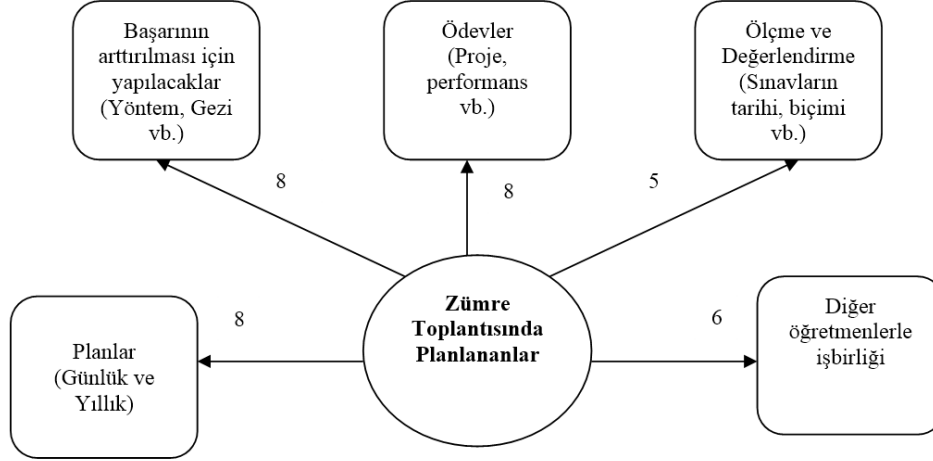 Başarının
arttırılması için
yapılacaklar
(Yöntem, Gezi
vb.)
Ödevler
(Proje,
performans
vb.)
Ölçme ve
Değerlendirme
(Sınavların
tarihi, biçimi
vb.)
8
8
5
Zümre
Toplantısında
Planlananlar
8
6
Planlar
(Günlük ve
Yıllık)
Diğer
öğretmenlerle
işbirliği